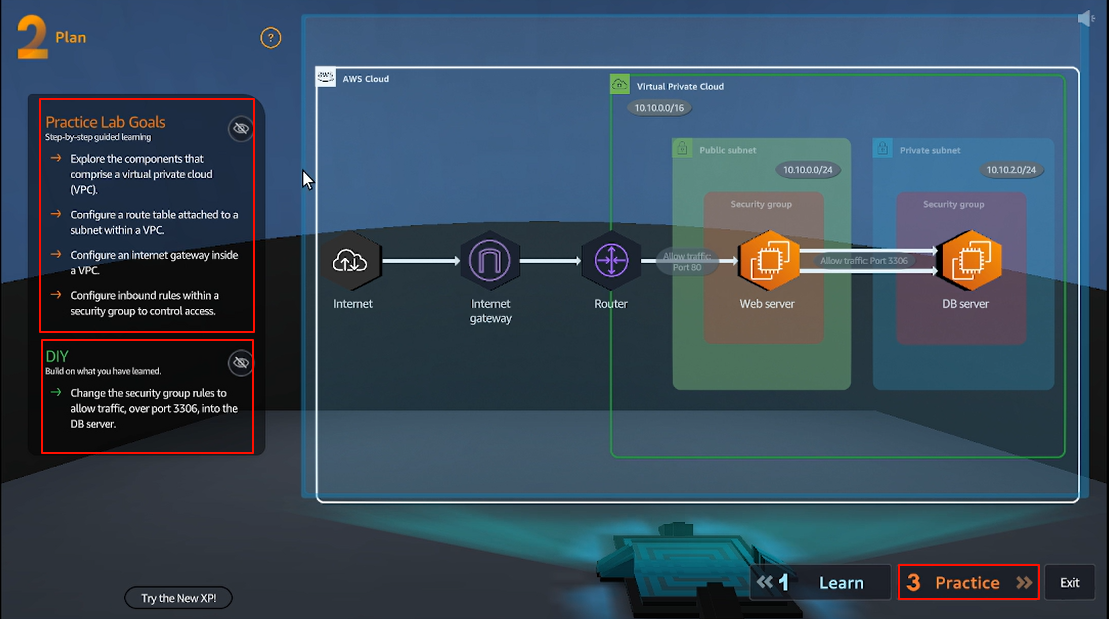 2 Plan
?
Practice Lab Goals
Step-by-step guided learning
Explore the components that
comprise a virtual private cloud
(VPC).
Configure a route table attached to a
subnet within a VPC.
Configure an internet gateway inside
a VPC.
Configure inbound rules within a
security group to control access.
DIY
Build on what you have learned.
Change the security group rules to
allow traffic, over port 3306, into the
DB server.
aws
AWS Cloud
Virtual Private Cloud
10.10.0.0/16
Public subnet
10.10.0.0/24
Security group
Private subnet
10.10.2.0/24
Security group
Allow traffic:
Port 80
Allow traffic: Port 3306
Internet
Internet
gateway
Router
Web server
DB server
Try the New XP!
1 Learn
3 Practice
Exit